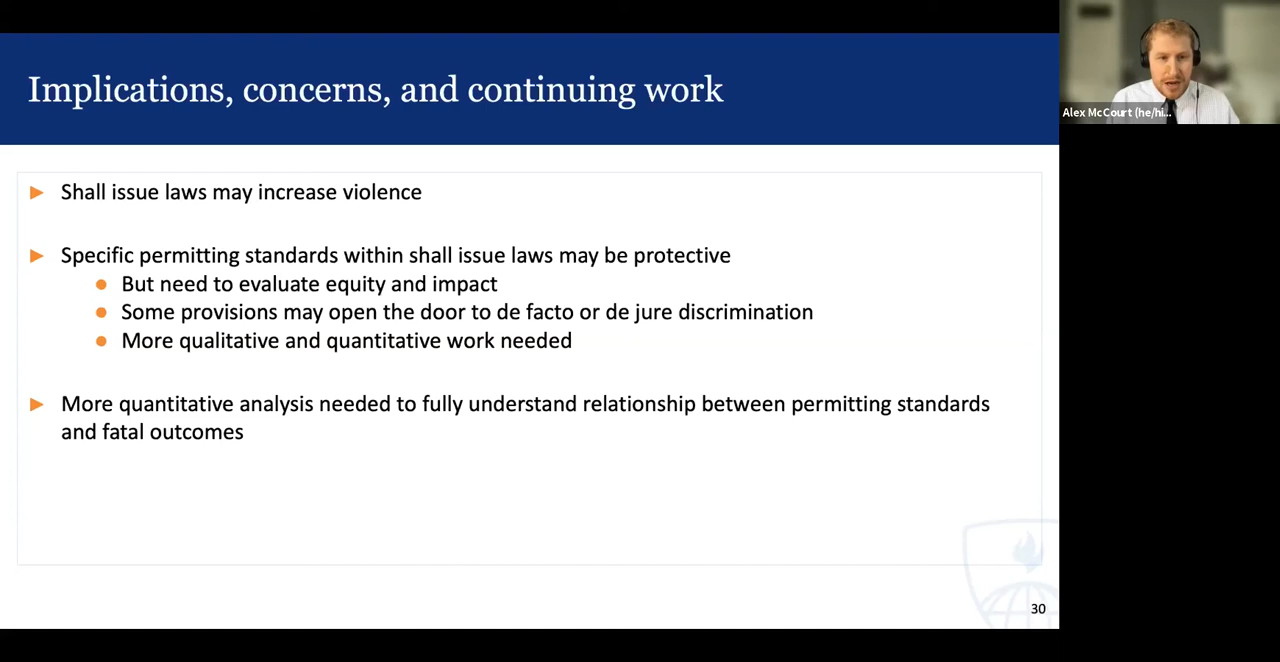 Implications, concerns, and continuing work
Alex McCourt (he/hi...
Shall issue laws may increase violence
Specific permitting standards within shall issue laws may be protective
But need to evaluate equity and impact
Some provisions may open the door to de facto or de jure discrimination
More qualitative and quantitative work needed
More quantitative analysis needed to fully understand relationship between permitting standards
and fatal outcomes
30